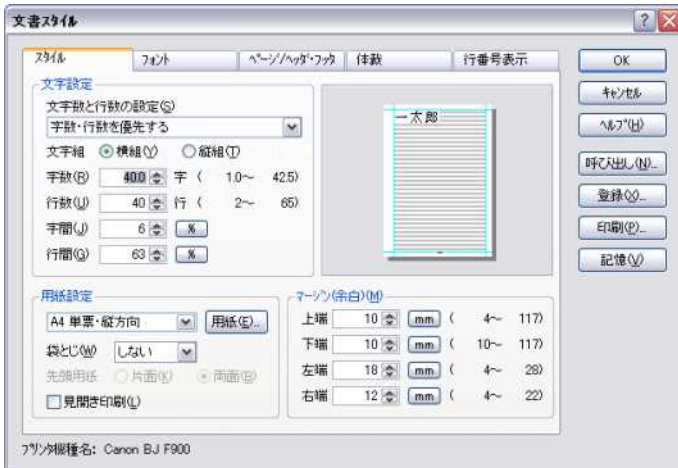 文書スタイル
スタイル フォント ページ/ヘッダ・フッタ 体裁 行番号表示
文字設定
文字数と行数の設定(S)
字数・行数を優先する
文字組 横組(Y) 縦組(T)
字数(R) 40.0 字 ( 1.0～ 42.5)
行数(U) 40 行 ( 2～ 65)
字間(J) 6 %
行間(G) 63 %
一太郎
用紙設定
A4 単票・縦方向 用紙(E)...
袋とじ(W) しない
先頭用紙 片面(K) 両面(B)
見開き印刷(L)
マージン(余白)(M)
上端 10 mm ( 4～ 117)
下端 10 mm ( 10～ 117)
左端 18 mm ( 4～ 28)
右端 12 mm ( 4～ 22)
OK
キャンセル
ヘルプ(H)
呼び出し(N)...
登録(X)...
印刷(P)...
記憶(V)
プリンタ機種名: Canon BJ F900